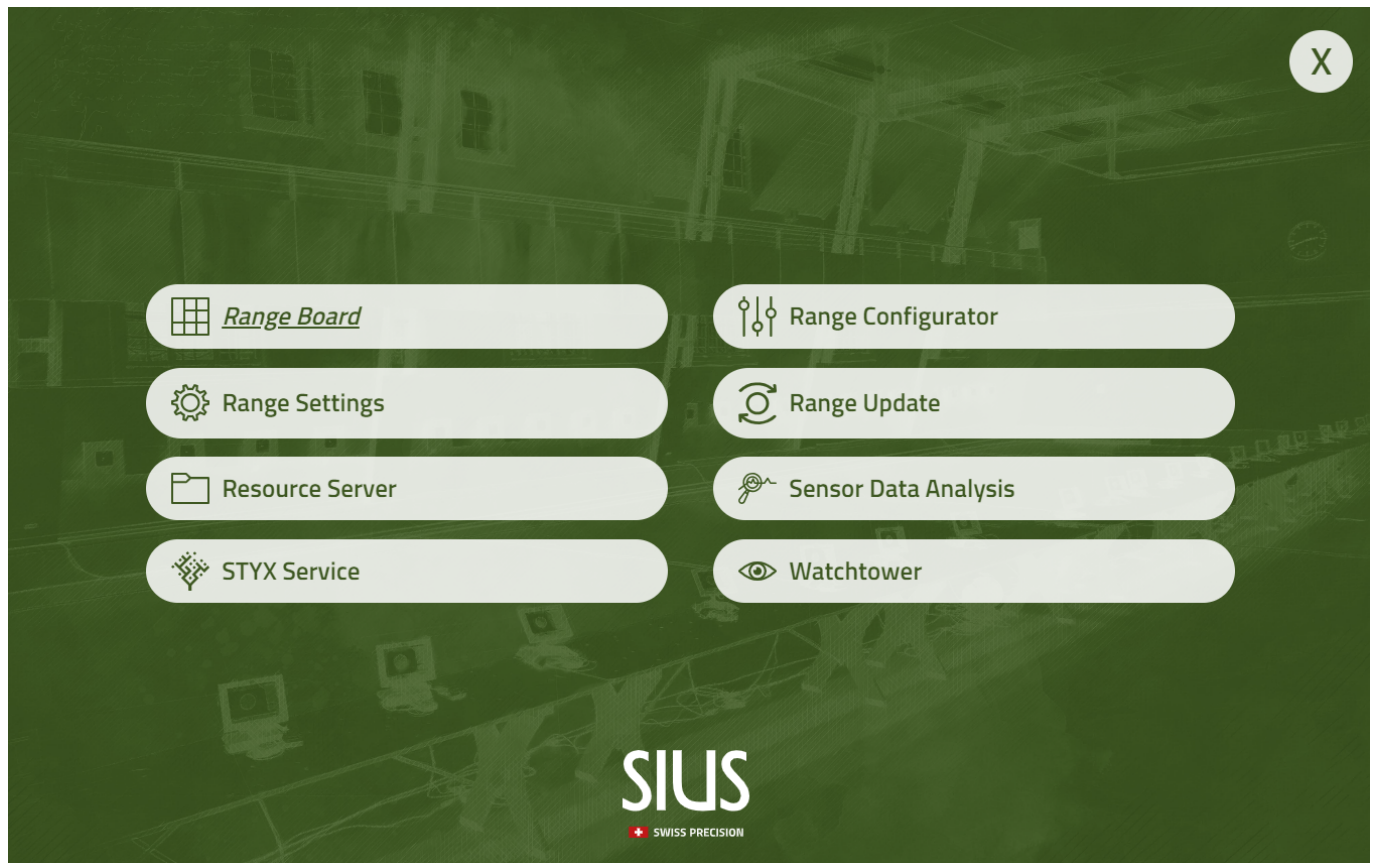 X
Range Board
Range Configurator
Range Settings
Range Update
Resource Server
Sensor Data Analysis
STYX Service
Watchtower
SIUS
SWISS PRECISION